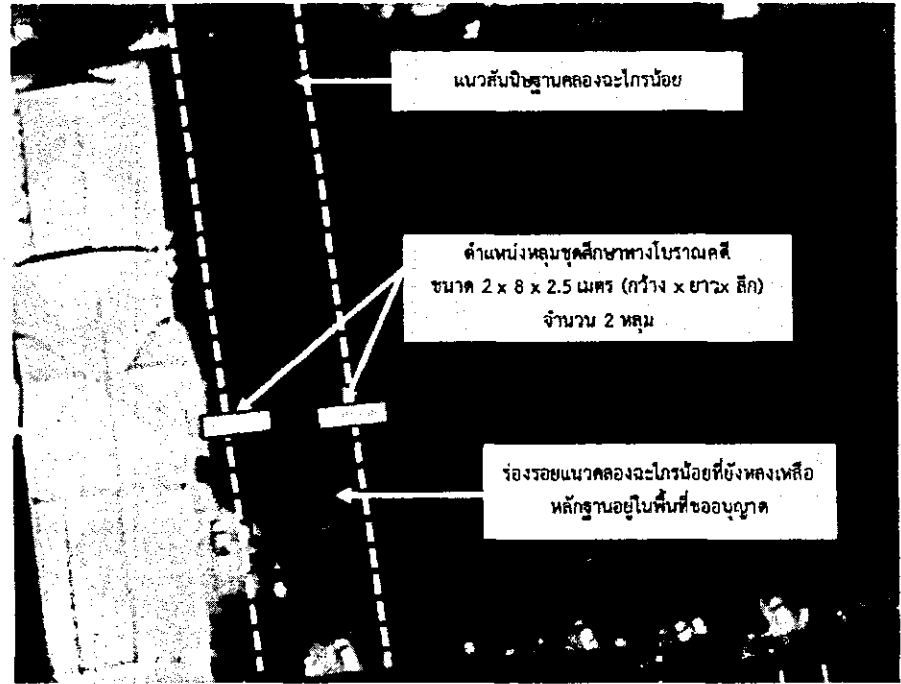 แนวสันนิษฐานคลองฉะไกรน้อย
ตำแหน่งหลุมขุดศึกษาทางโบราณคดี
ขนาด 2 x 8 x 2.5 เมตร (กว้าง x ยาวx ลึก)
จำนวน 2 หลุม
ร่องรอยแนวคลองฉะไกรน้อยที่ยังหลงเหลือ
หลักฐานอยู่ในพื้นที่ขออนุญาต